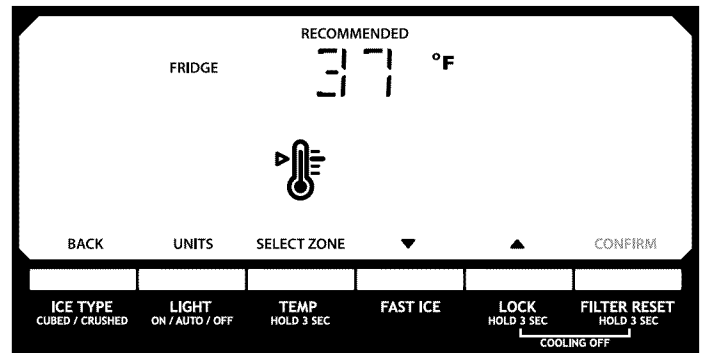 RECOMMENDED
FRIDGE 37 °F
BACK UNITS SELECT ZONE ▼ ▲ CONFIRM
ICE TYPE LIGHT TEMP FAST ICE LOCK FILTER RESET
CUBED / CRUSHED ON / AUTO / OFF HOLD 3 SEC HOLD 3 SEC HOLD 3 SEC
COOLING OFF